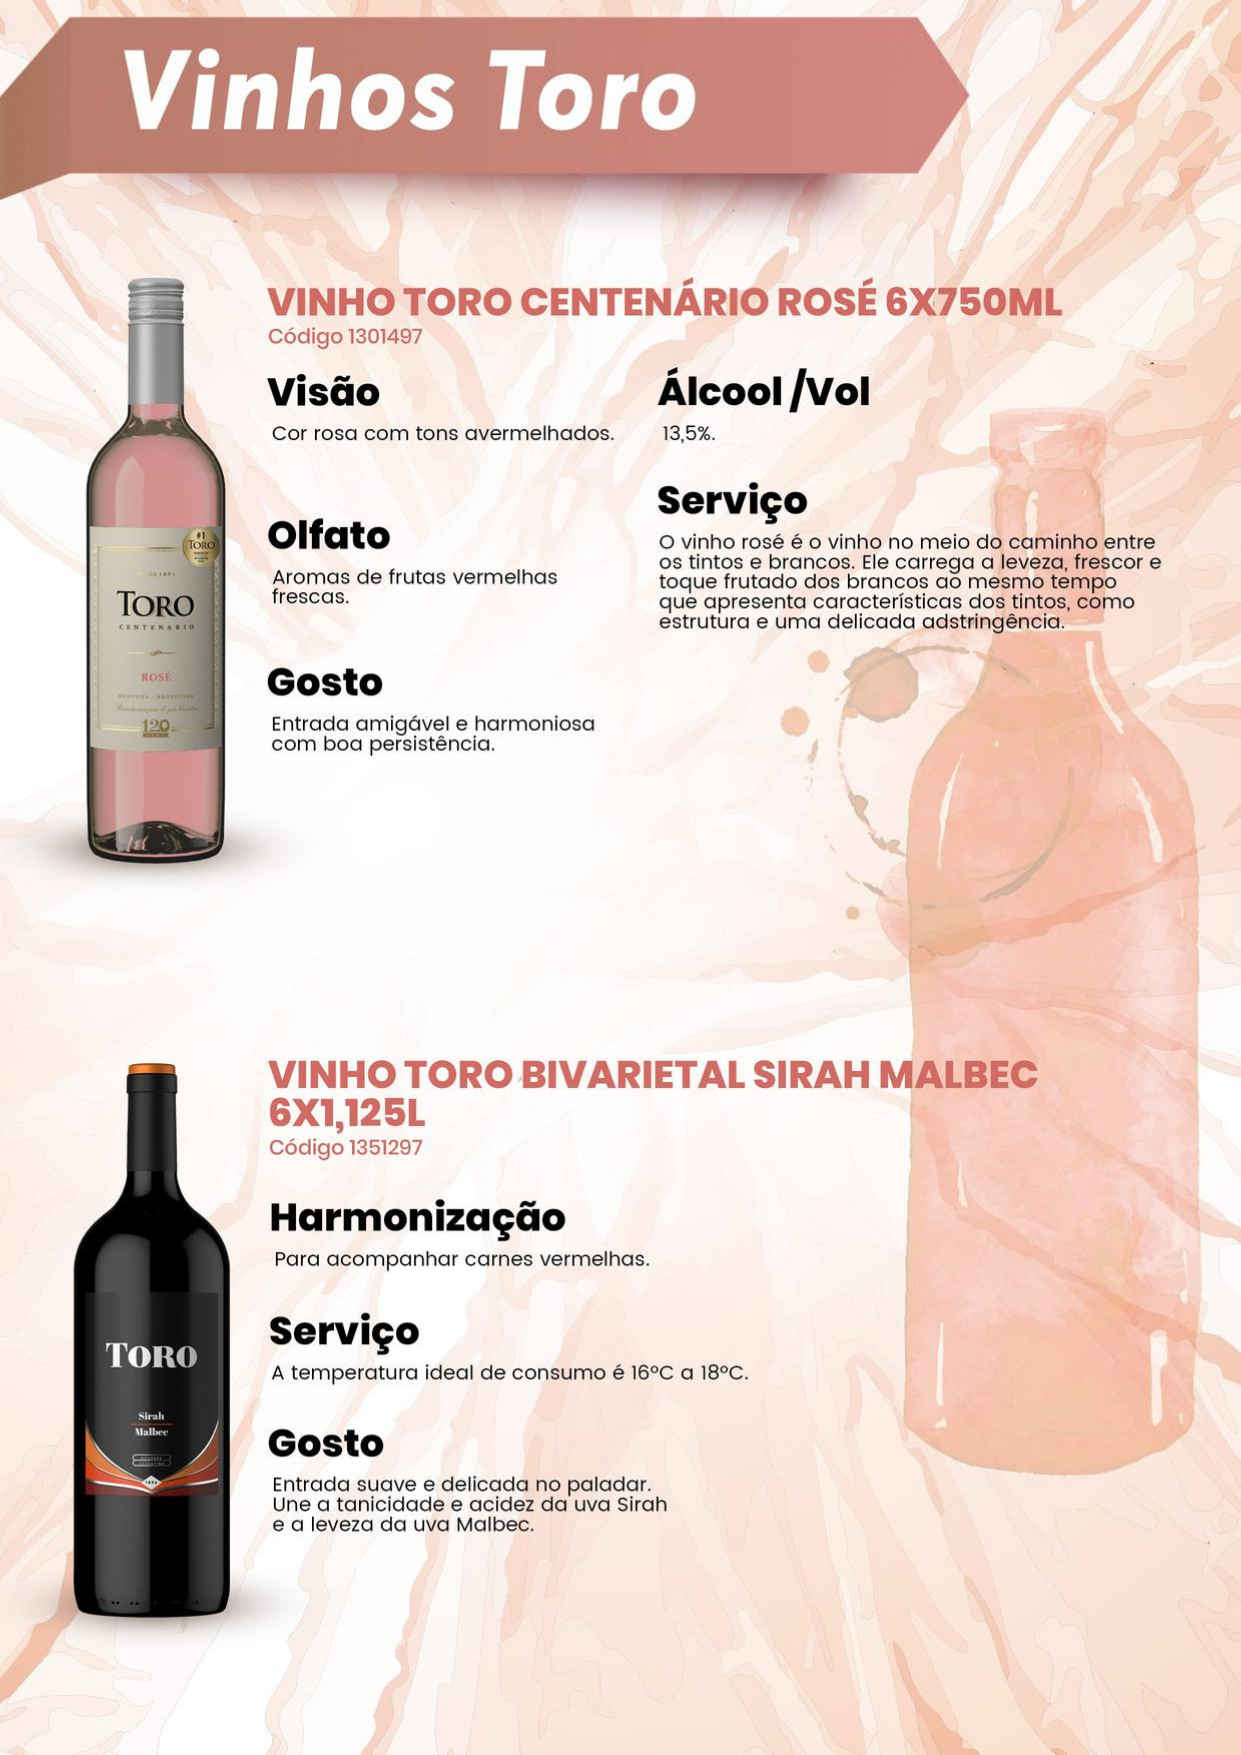 Vinhos Toro
VINHO TORO CENTENÁRIO ROSÉ 6X750ML
Código 1301497
Visão
Cor rosa com tons avermelhados.
Olfato
Aromas de frutas vermelhas
frescas.
Gosto
Entrada amigável e harmoniosa
com boa persistência.
Álcool/Vol
13,5%.
Serviço
O vinho rosé é o vinho no meio do caminho entre
os tintos e brancos. Ele carrega a leveza, frescor e
toque frutado dos brancos ao mesmo tempo
que apresenta características dos tintos, como
estrutura e uma delicada adstringência.
#1
TORO
TORO
CENTENARIO
ROSÉ
120
VINHO TORO BIVARIETAL SIRAH MALBEC
6X1,125L
Código 1351297
Harmonização
Para acompanhar carnes vermelhas.
Serviço
A temperatura ideal de consumo é 16ºC a 18ºC.
Gosto
Entrada suave e delicada no paladar.
Une a tanicidade e acidez da uva Sirah
e a leveza da uva Malbec.
TORO
Sirah
Malbec